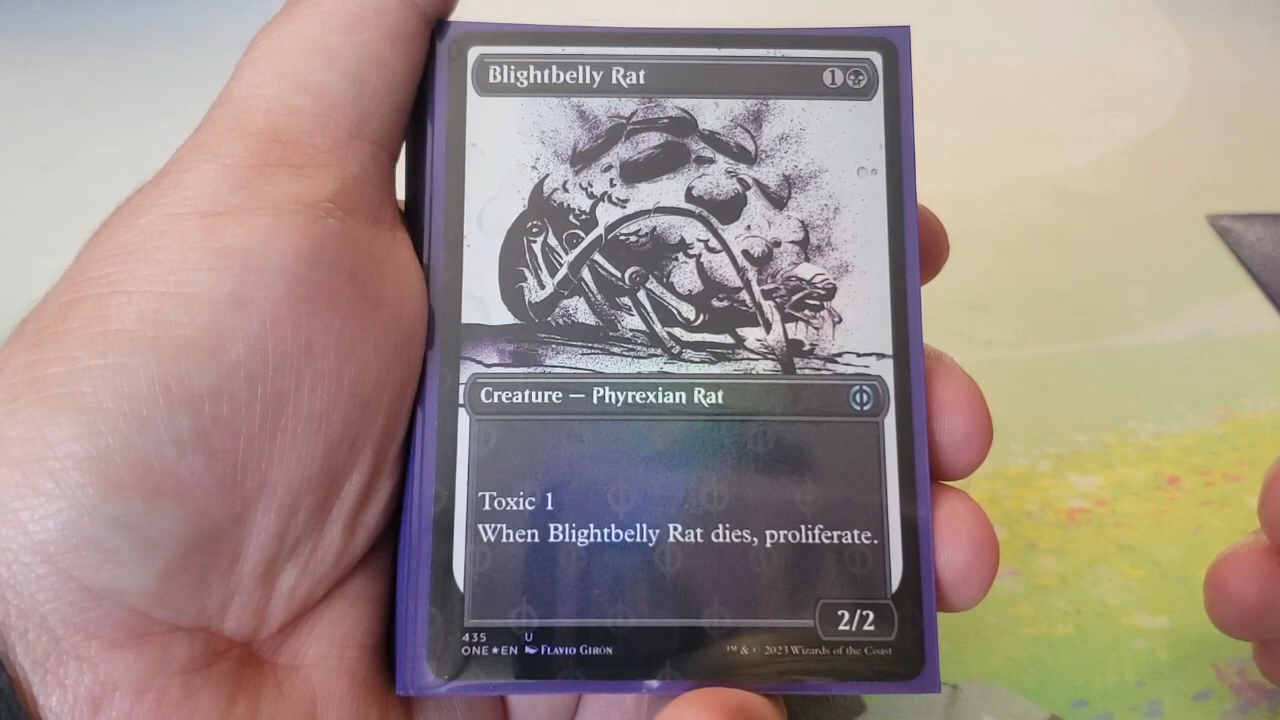 Blightbelly Rat 1
Creature — Phyrexian Rat
Toxic 1
When Blightbelly Rat dies, proliferate.
2/2
435 U
ONE★EN FLAVIO GIRÓN
™ & © 2023 Wizards of the Coast